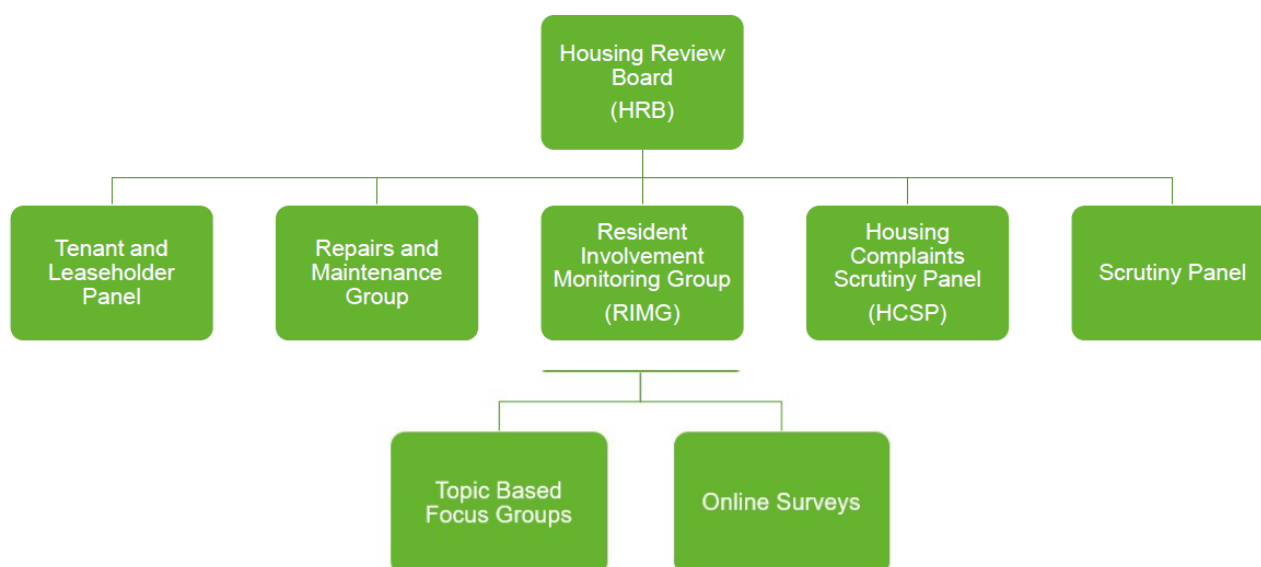 Housing Review
Board
(HRB)
Tenant and
Leaseholder
Panel
Repairs and
Maintenance
Group
Resident
Involvement
Monitoring Group
(RIMG)
Housing
Complaints
Scrutiny Panel
(HCSP)
Scrutiny Panel
Topic Based
Focus Groups
Online Surveys